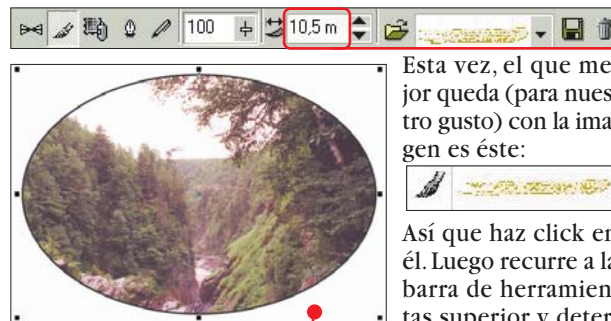 100
10,5 m
Esta vez, el que me-
jor queda (para nues-
tro gusto) con la ima-
gen es éste:
Así que haz click en
él. Luego recurre a la
barra de herramien-
tas superior y deter-